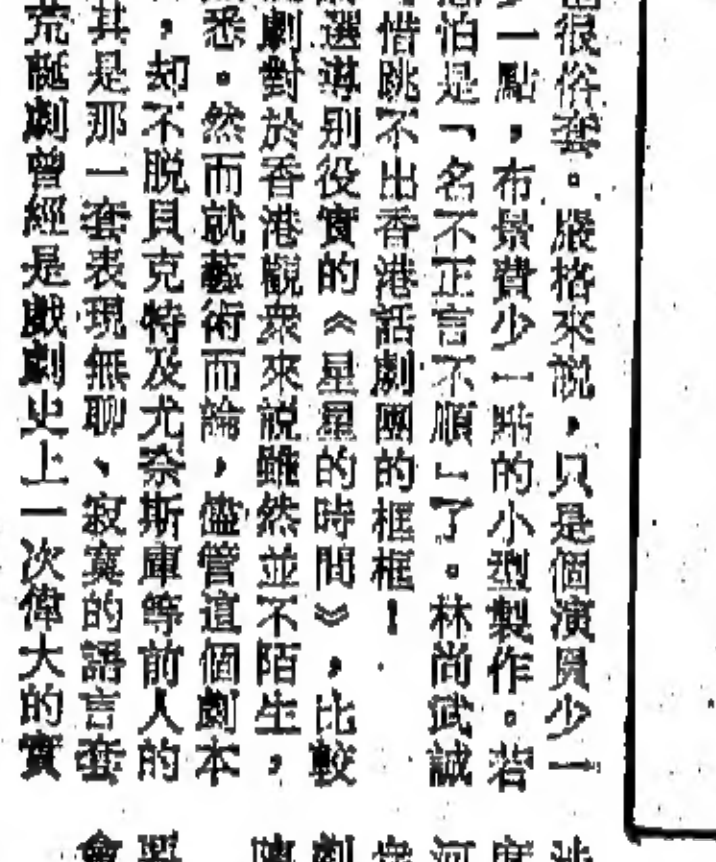 很俗套。嚴格來說，只是個演員少一
一點，布景費少一點的小型製作。若
怕是「名不正言不順」了。林尚武誠
惜跳不出香港話劇團的框框！
選導別役實的《星星的時間》，比較
劇對於香港觀衆來說雖然並不陌生，
悉。然而就藝術而論，儘管這個劇本
，却不脫貝克特及尤奈斯庫等前人的
其是那一套表現無聊、寂寞的語言套
荒誕劇曾經是戲劇史上一次偉大的實